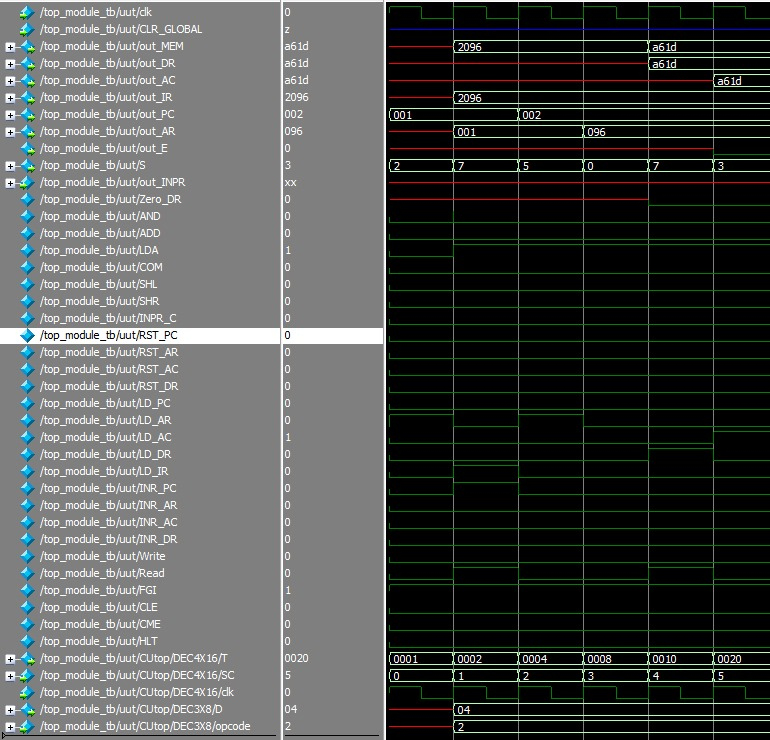 /top_module_tb/uut/clk 0
/top_module_tb/uut/CLR_GLOBAL z
/top_module_tb/uut/out_MEM a61d 2096 a61d
/top_module_tb/uut/out_DR a61d a61d
/top_module_tb/uut/out_AC a61d a61d
/top_module_tb/uut/out_IR 2096 2096
/top_module_tb/uut/out_PC 002 001 002
/top_module_tb/uut/out_AR 096 001 096
/top_module_tb/uut/out_E 0
/top_module_tb/uut/S 3 2 7 5 0 7 3
/top_module_tb/uut/out_INPR xx
/top_module_tb/uut/Zero_DR 0
/top_module_tb/uut/AND 0
/top_module_tb/uut/ADD 0
/top_module_tb/uut/LDA 1
/top_module_tb/uut/COM 0
/top_module_tb/uut/SHL 0
/top_module_tb/uut/SHR 0
/top_module_tb/uut/INPR_C 0
/top_module_tb/uut/RST_PC 0
/top_module_tb/uut/RST_AR 0
/top_module_tb/uut/RST_AC 0
/top_module_tb/uut/RST_DR 0
/top_module_tb/uut/LD_PC 0
/top_module_tb/uut/LD_AR 0
/top_module_tb/uut/LD_AC 1
/top_module_tb/uut/LD_DR 0
/top_module_tb/uut/LD_IR 0
/top_module_tb/uut/INR_PC 0
/top_module_tb/uut/INR_AR 0
/top_module_tb/uut/INR_AC 0
/top_module_tb/uut/INR_DR 0
/top_module_tb/uut/Write 0
/top_module_tb/uut/Read 0
/top_module_tb/uut/FGI 1
/top_module_tb/uut/CLE 0
/top_module_tb/uut/CME 0
/top_module_tb/uut/HLT 0
/top_module_tb/uut/CUtop/DEC4X16/T 0020 0001 0002 0004 0008 0010 0020
/top_module_tb/uut/CUtop/DEC4X16/SC 5 0 1 2 3 4 5
/top_module_tb/uut/CUtop/DEC4X16/clk 0
/top_module_tb/uut/CUtop/DEC3X8/D 04 04
/top_module_tb/uut/CUtop/DEC3X8/opcode 2 2